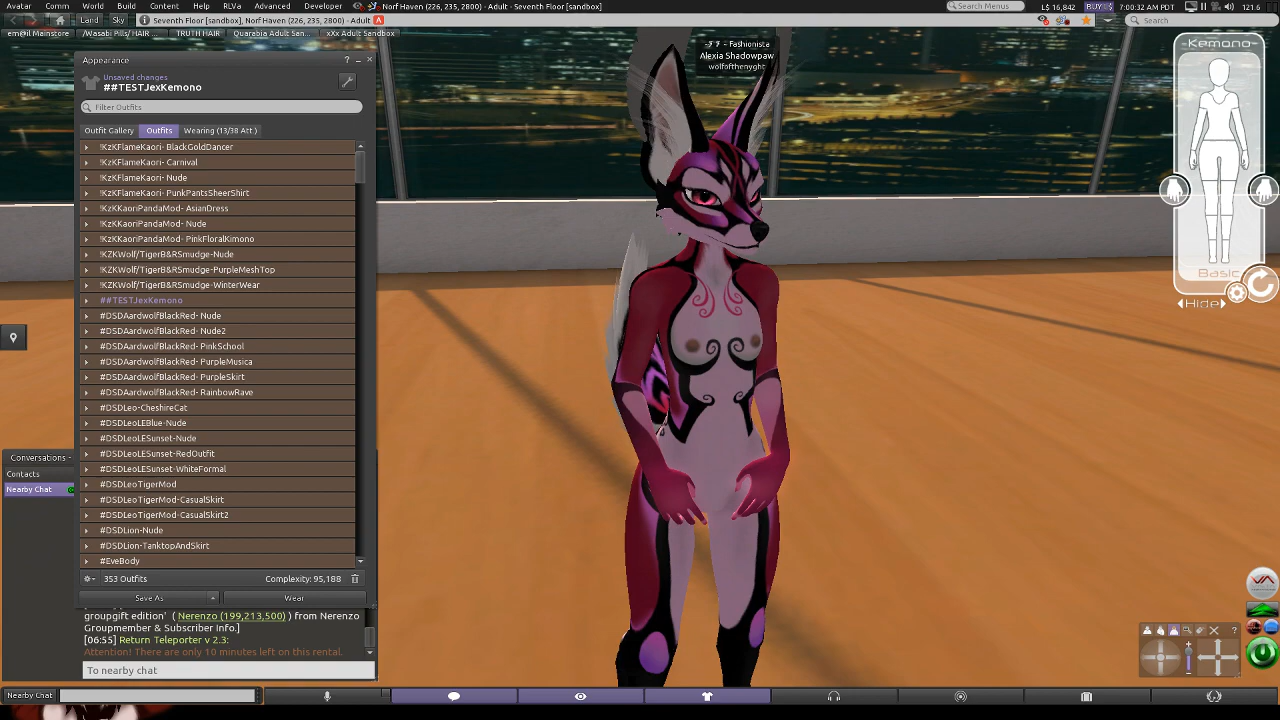 Avatar Comm World Build Content Help RLVa Advanced Developer Norf Haven (226, 235, 2800) - Adult - Seventh Floor [sandbox] Search Menus L$ 16,842 BUY L$ 7:00:32 AM PDT 121.6
Land Sky Seventh Floor [sandbox], Norf Haven (226, 235, 2800) - Adult A Search
em@il Mainstore /Wasabi Pills/ HAIR ... TRUTH HAIR Quarabia Adult San... xXx Adult Sandbox
- Fashionista
Alexia Shadowpaw
wolfofthenyght
-Kemono-
Appearance ? _ x
Unsaved changes
##TESTJexKemono
Filter Outfits
Outfit Gallery Outfits Wearing (13/38 Att.)
!KzKFlameKaori- BlackGoldDancer
!KzKFlameKaori- Carnival
!KzKFlameKaori- Nude
!KzKFlameKaori- PunkPantsSheerShirt
!KzKKaoriPandaMod- AsianDress
!KzKKaoriPandaMod- Nude
!KzKKaoriPandaMod- PinkFloralKimono
!KZKWolf/TigerB&RSmudge-Nude
!KZKWolf/TigerB&RSmudge-PurpleMeshTop
!KZKWolf/TigerB&RSmudge-WinterWear
##TESTJexKemono
#DSDAardwolfBlackRed- Nude
#DSDAardwolfBlackRed- Nude2
#DSDAardwolfBlackRed- PinkSchool
#DSDAardwolfBlackRed- PurpleMusica
#DSDAardwolfBlackRed- PurpleSkirt
#DSDAardwolfBlackRed- RainbowRave
#DSDLeo-CheshireCat
#DSDLeoLEBlue-Nude
#DSDLeoLESunset-Nude
#DSDLeoLESunset-RedOutfit
#DSDLeoLESunset-WhiteFormal
#DSDLeoTigerMod
#DSDLeoTigerMod-CasualSkirt
#DSDLeoTigerMod-CasualSkirt2
#DSDLion-Nude
#DSDLion-TanktopAndSkirt
#EveBody
353 Outfits Complexity: 95,188
Save As Wear
Basic
Hide
Conversations -
Contacts
Nearby Chat
groupgift edition' ( Nerenzo (199,213,500) ) from Nerenzo
Groupmember & Subscriber Info.]
[06:55] Return Teleporter v 2.3:
Attention! There are only 10 minutes left on this rental.
To nearby chat
Nearby Chat
?